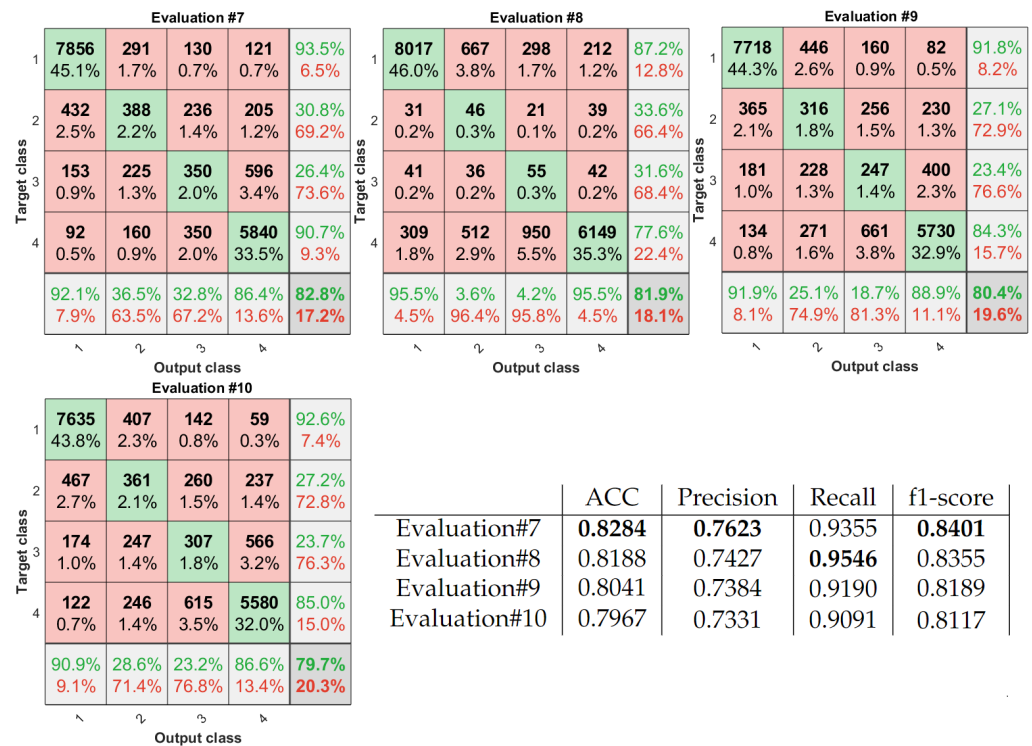 Evaluation #7
1 7856 291 130 121 93.5%
45.1% 1.7% 0.7% 0.7% 6.5%
2 432 388 236 205 30.8%
2.5% 2.2% 1.4% 1.2% 69.2%
3 153 225 350 596 26.4%
0.9% 1.3% 2.0% 3.4% 73.6%
4 92 160 350 5840 90.7%
0.5% 0.9% 2.0% 33.5% 9.3%
92.1% 36.5% 32.8% 86.4% 82.8%
7.9% 63.5% 67.2% 13.6% 17.2%
1 2 3 4
Output class
Target class
Evaluation #8
1 8017 667 298 212 87.2%
46.0% 3.8% 1.7% 1.2% 12.8%
2 31 46 21 39 33.6%
0.2% 0.3% 0.1% 0.2% 66.4%
3 41 36 55 42 31.6%
0.2% 0.2% 0.3% 0.2% 68.4%
4 309 512 950 6149 77.6%
1.8% 2.9% 5.5% 35.3% 22.4%
95.5% 3.6% 4.2% 95.5% 81.9%
4.5% 96.4% 95.8% 4.5% 18.1%
1 2 3 4
Output class
Target class
Evaluation #9
1 7718 446 160 82 91.8%
44.3% 2.6% 0.9% 0.5% 8.2%
2 365 316 256 230 27.1%
2.1% 1.8% 1.5% 1.3% 72.9%
3 181 228 247 400 23.4%
1.0% 1.3% 1.4% 2.3% 76.6%
4 134 271 661 5730 84.3%
0.8% 1.6% 3.8% 32.9% 15.7%
91.9% 25.1% 18.7% 88.9% 80.4%
8.1% 74.9% 81.3% 11.1% 19.6%
1 2 3 4
Output class
Target class
Evaluation #10
1 7635 407 142 59 92.6%
43.8% 2.3% 0.8% 0.3% 7.4%
2 467 361 260 237 27.2%
2.7% 2.1% 1.5% 1.4% 72.8%
3 174 247 307 566 23.7%
1.0% 1.4% 1.8% 3.2% 76.3%
4 122 246 615 5580 85.0%
0.7% 1.4% 3.5% 32.0% 15.0%
90.9% 28.6% 23.2% 86.6% 79.7%
9.1% 71.4% 76.8% 13.4% 20.3%
1 2 3 4
Output class
Target class
ACC Precision Recall f1-score
Evaluation#7 0.8284 0.7623 0.9355 0.8401
Evaluation#8 0.8188 0.7427 0.9546 0.8355
Evaluation#9 0.8041 0.7384 0.9190 0.8189
Evaluation#10 0.7967 0.7331 0.9091 0.8117